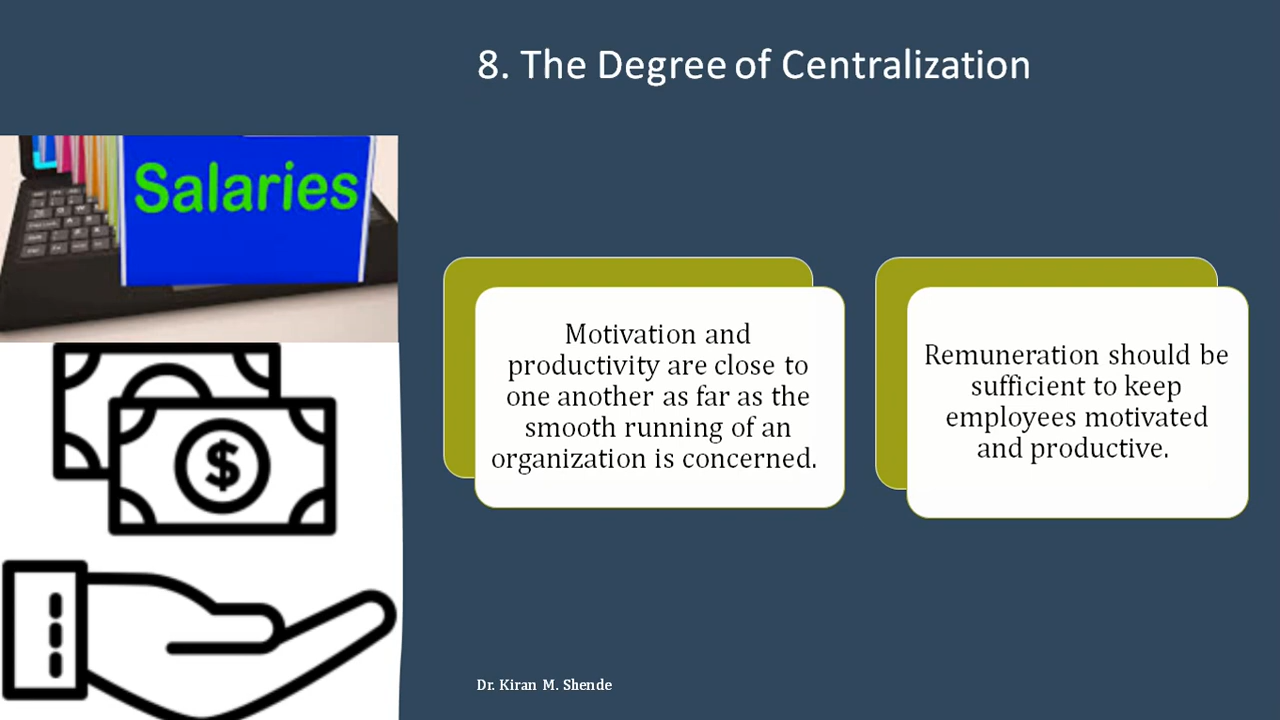 8. The Degree of Centralization
Salaries
$
Motivation and
productivity are close to
one another as far as the
smooth running of an
organization is concerned.
Remuneration should be
sufficient to keep
employees motivated
and productive.
Dr. Kiran M. Shende